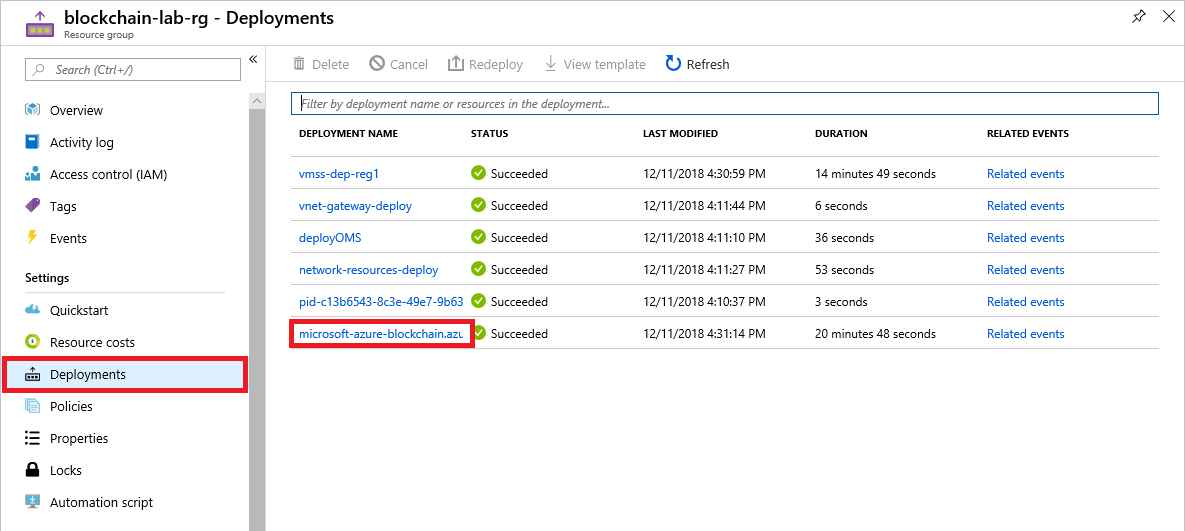 blockchain-lab-rg - Deployments
Resource group
Search (Ctrl+/)
«
Overview
Activity log
Access control (IAM)
Tags
Events
Settings
Quickstart
Resource costs
Deployments
Policies
Properties
Locks
Automation script
Delete Cancel Redeploy View template Refresh
Filter by deployment name or resources in the deployment...
DEPLOYMENT NAME STATUS LAST MODIFIED DURATION RELATED EVENTS
vmss-dep-reg1 Succeeded 12/11/2018 4:30:59 PM 14 minutes 49 seconds Related events
vnet-gateway-deploy Succeeded 12/11/2018 4:11:44 PM 6 seconds Related events
deployOMS Succeeded 12/11/2018 4:11:10 PM 36 seconds Related events
network-resources-deploy Succeeded 12/11/2018 4:11:27 PM 53 seconds Related events
pid-c13b6543-8c3e-49e7-9b63 Succeeded 12/11/2018 4:10:37 PM 3 seconds Related events
microsoft-azure-blockchain.azu Succeeded 12/11/2018 4:31:14 PM 20 minutes 48 seconds Related events